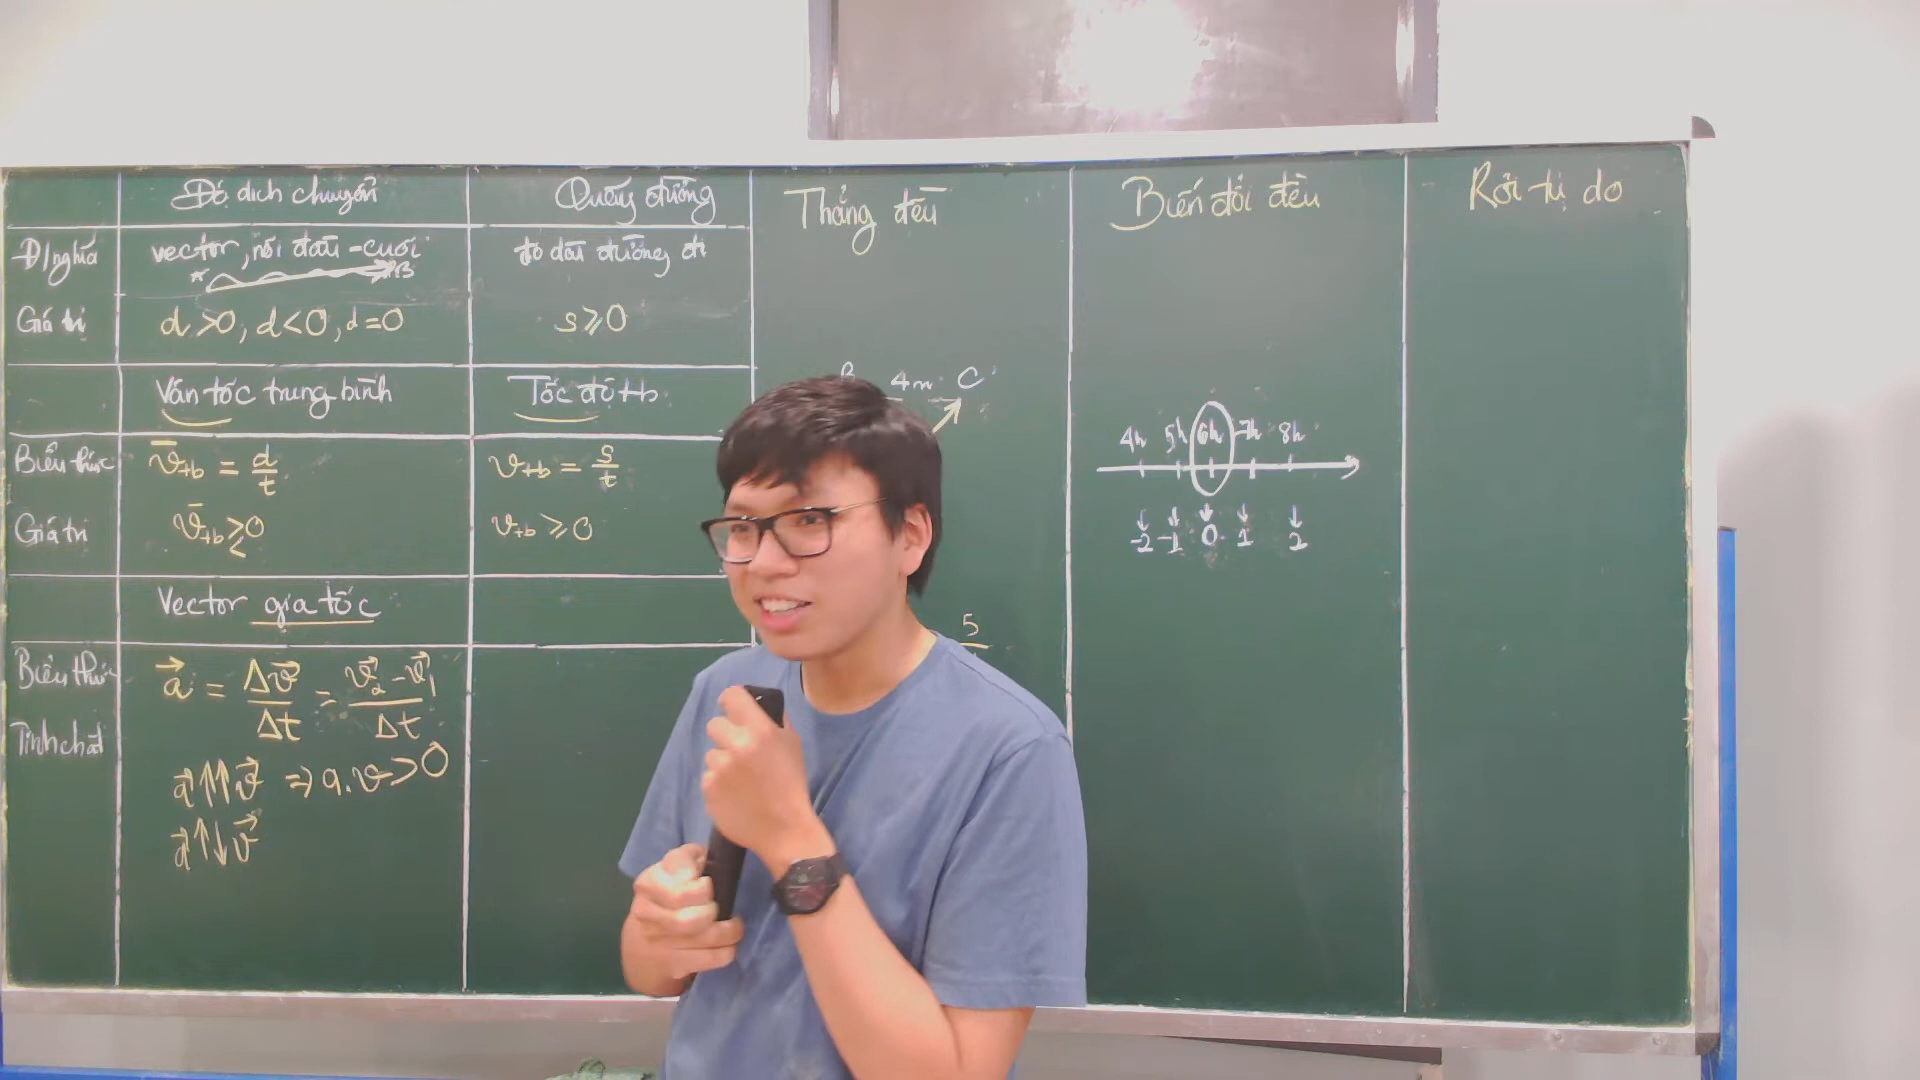 Độ dịch chuyển
Quãng đường
Thẳng đều
Biến đổi đều
Rơi tự do
Đ/nghĩa
vector, nối đầu - cuối
độ dài đường đi
B
Giá trị
d > 0, d < 0, d = 0
s ≥ 0
Vận tốc trung bình
Tốc độ tb
4m C
4h 5h 6h 7h 8h
-2 -1 0 1 2
Biểu thức
v̄tb = d/t
vtb = s/t
Giá trị
v̄tb ≥ 0
<
vtb ≥ 0
Vector gia tốc
5
Biểu thức
a⃗ = Δv⃗/Δt = (v⃗₂ - v⃗₁)/Δt
Tính chất
a⃗ ↑↑ v⃗ => a.v > 0
a⃗ ↑↓ v⃗